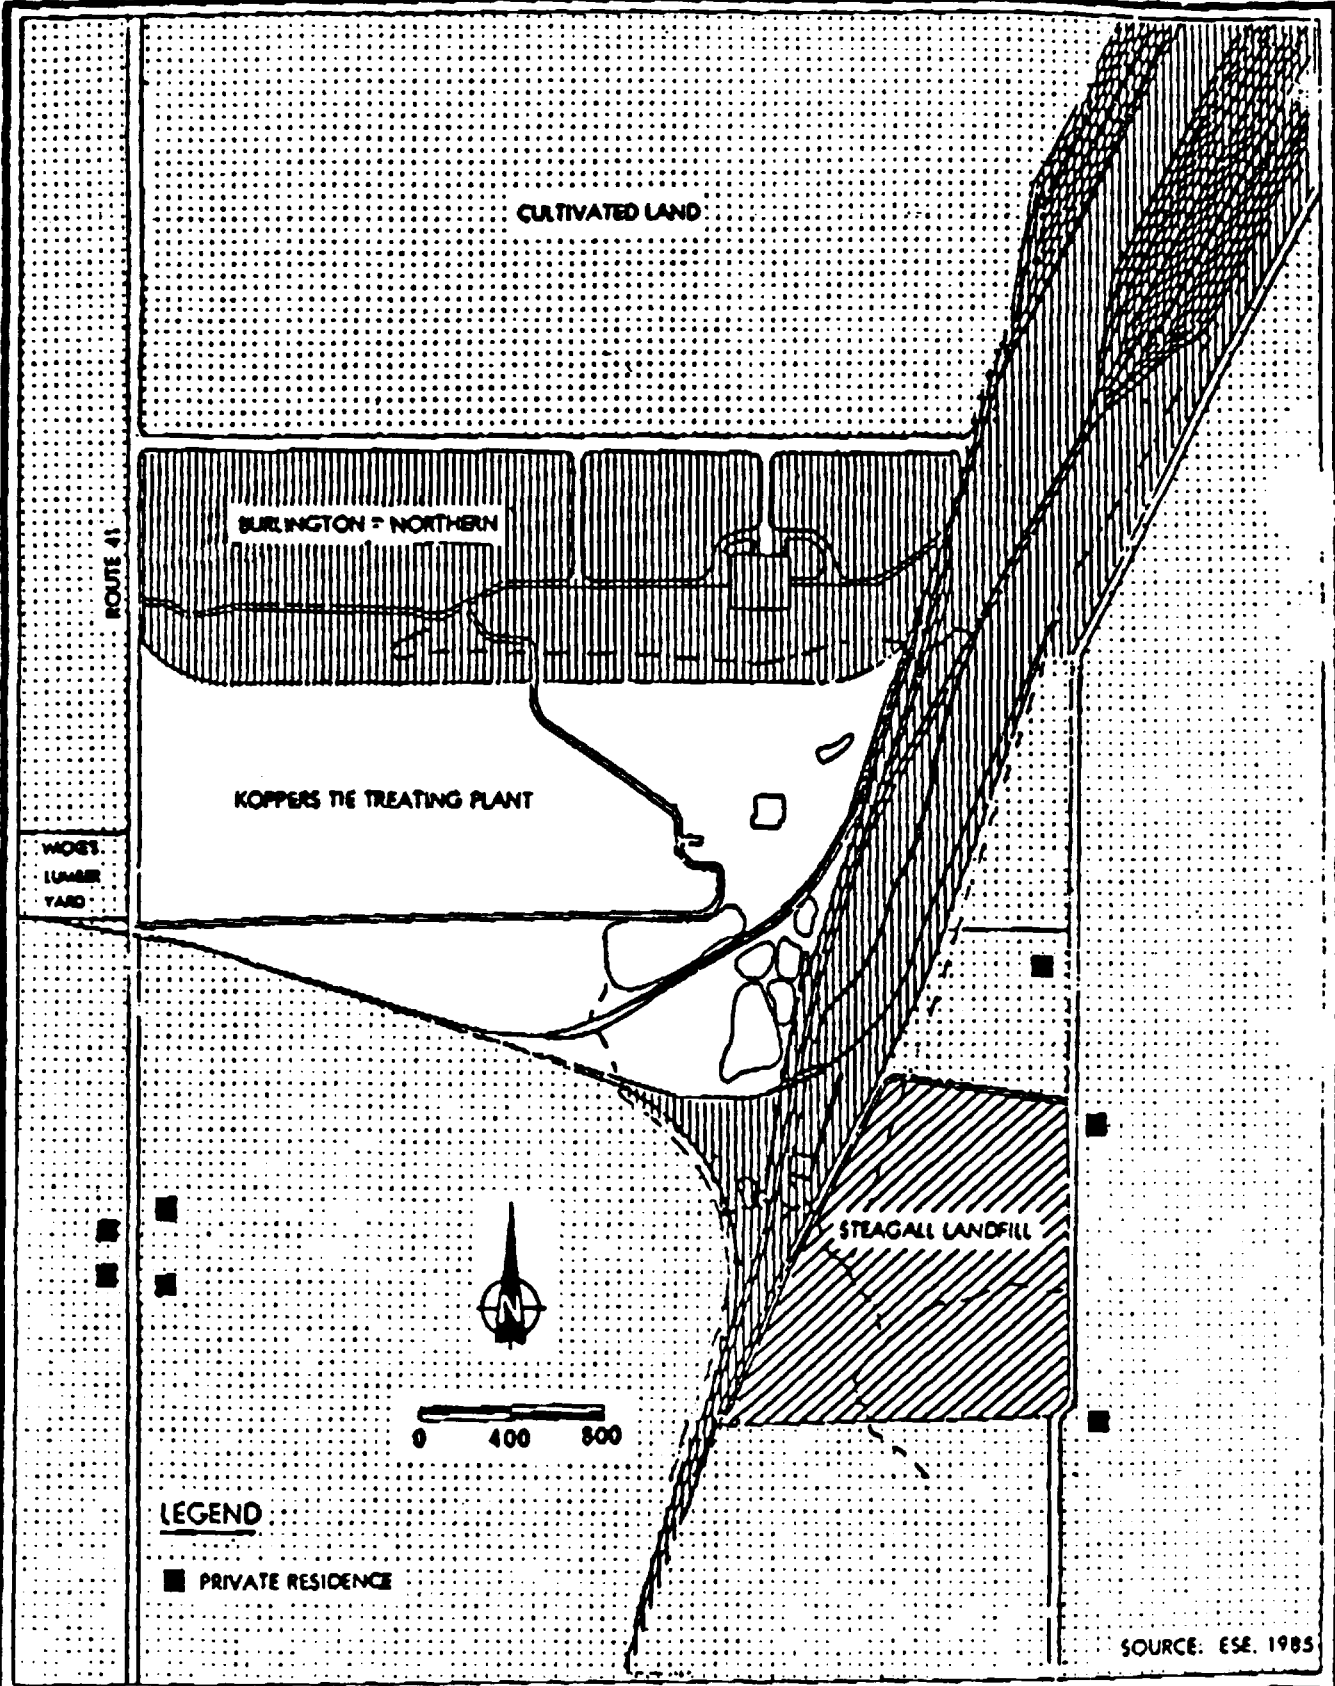 CULTIVATED LAND
BURLINGTON - NORTHERN
ROUTE 41
KOPPERS TIE TREATING PLANT
LUMBER
YARD
STEAGALL LANDFILL
N
0 400 800
LEGEND
PRIVATE RESIDENCE
SOURCE: ESE, 1985